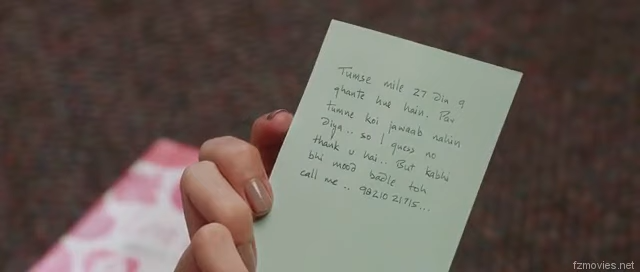 Tumse mile 27 din 9
ghante hue hain. Par
tumne koi jawaab nahin
diya.. so I guess no
thank u hai.. But kabhi
bhi mood badle toh
call me.. 98210 21715...
fzmovies.net